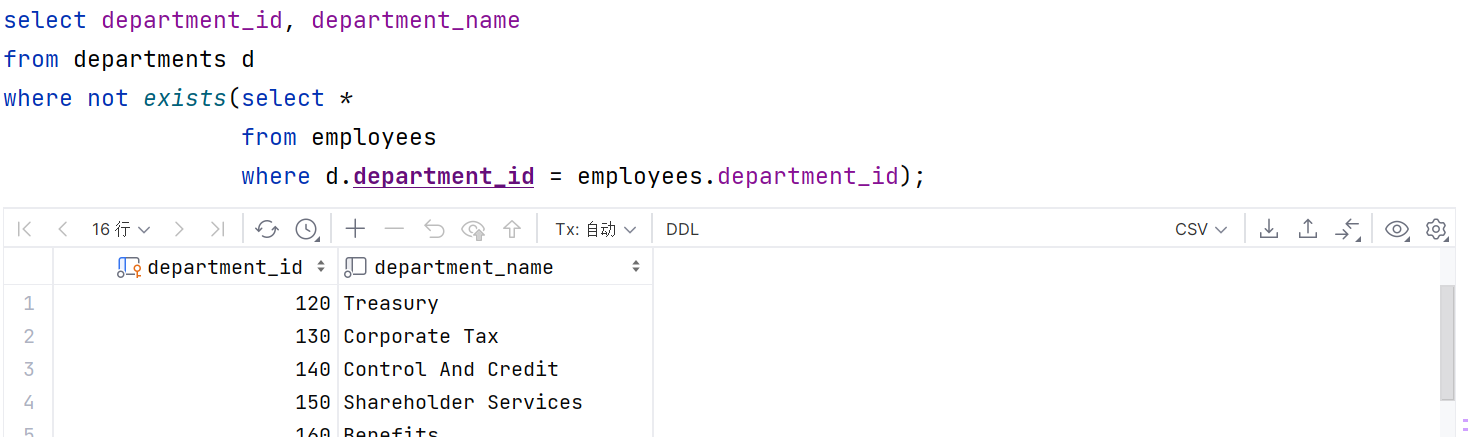 select department_id, department_name
from departments d
where not exists(select *
from employees
where d.department_id = employees.department_id);
16 行 Tx: 自动 DDL CSV
department_id department_name
1 120 Treasury
2 130 Corporate Tax
3 140 Control And Credit
4 150 Shareholder Services
5 160 Benefits